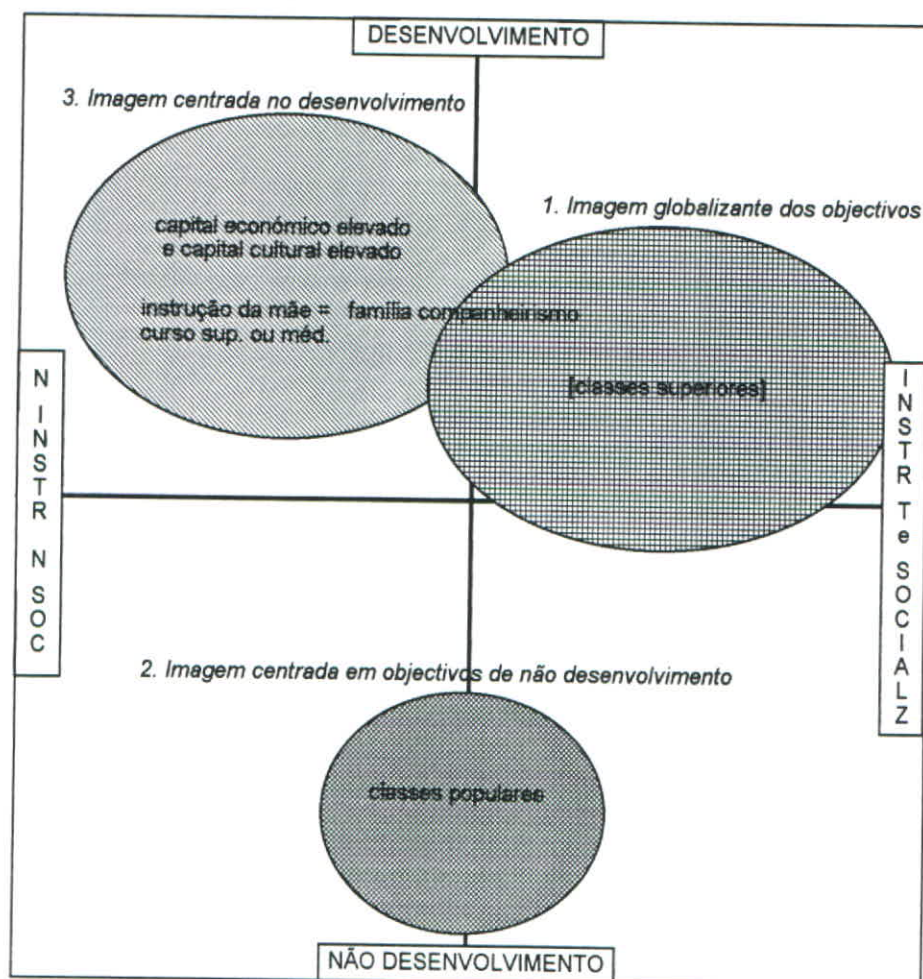 DESENVOLVIMENTO
3. Imagem centrada no desenvolvimento
1. Imagem globalizante dos objectivos
capital económico elevado
e capital cultural elevado
instrução da mãe = família companheirismo
curso sup. ou méd.
[classes superiores]
N INSTR N SOC
INSTR Te SOCIALZ
2. Imagem centrada em objectivos de não desenvolvimento
classes populares
NÃO DESENVOLVIMENTO